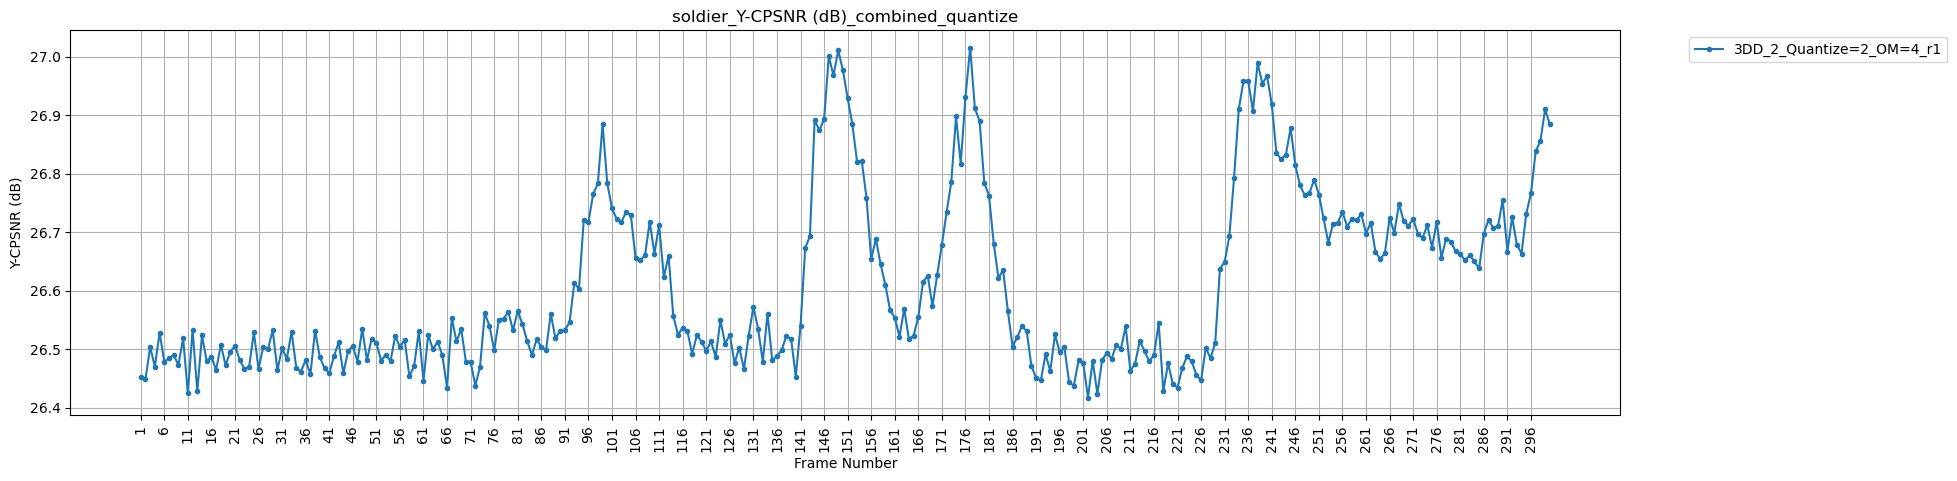 soldier_Y-CPSNR (dB)_combined_quantize
3DD_2_Quantize=2_OM=4_r1
Y-CPSNR (dB)
27.0
26.9
26.8
26.7
26.6
26.5
26.4
1 6 11 16 21 26 31 36 41 46 51 56 61 66 71 76 81 86 91 96 101 106 111 116 121 126 131 136 141 146 151 156 161 166 171 176 181 186 191 196 201 206 211 216 221 226 231 236 241 246 251 256 261 266 271 276 281 286 291 296
Frame Number